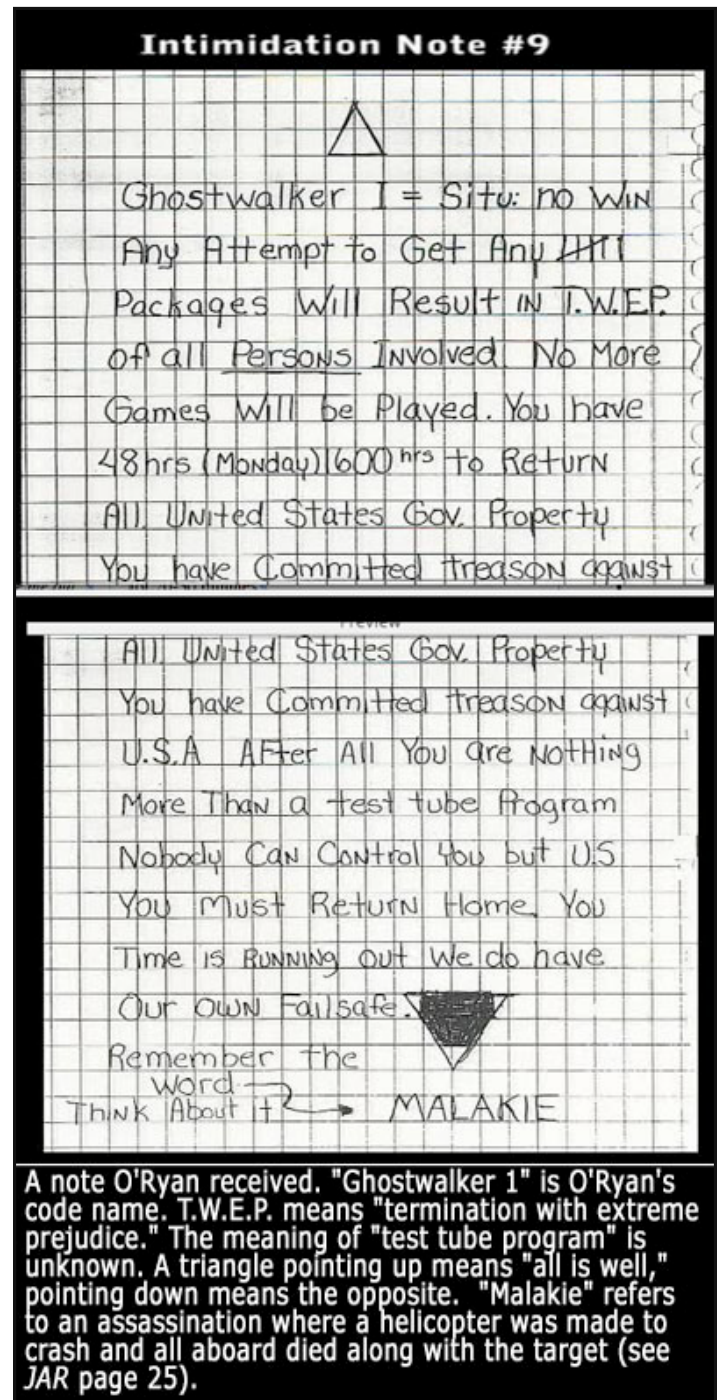 Intimidation Note #9
Ghostwalker I = Situ: no WIN
Any Attempt to Get Any
Packages Will Result IN T.W.E.P.
of all Persons Involved No More
Games Will be Played. You have
48hrs (Monday) 1600 hrs to Return
All United States Gov. Property
You have Committed treason against
Preview
All United States Gov. Property
You have Committed treason against
U.S.A After All You are NotHing
More Than a test tube Program
Nobody CAN Control You but U.S
You Must Return Home. You
Time is RUNNING out We do have
Our OWN Failsafe.
Remember the
word
Think About it MALAKIE
A note O'Ryan received. "Ghostwalker 1" is O'Ryan's
code name. T.W.E.P. means "termination with extreme
prejudice." The meaning of "test tube program" is
unknown. A triangle pointing up means "all is well,"
pointing down means the opposite. "Malakie" refers
to an assassination where a helicopter was made to
crash and all aboard died along with the target (see
JAR page 25).